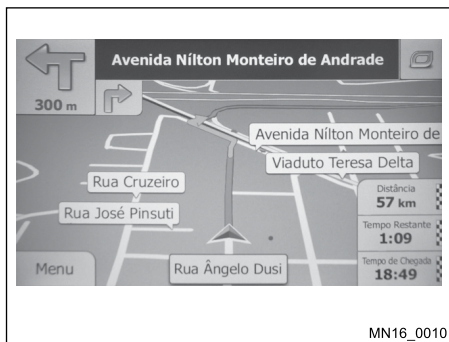 Avenida Nílton Monteiro de Andrade
300 m
Avenida Nílton Monteiro de
Viaduto Teresa Delta
Rua Cruzeiro
Rua José Pinsuti
Distância
57 km
Tempo Restante
1:09
Tempo de Chegada
18:49
Menu
Rua Ângelo Dusi
MN16_0010